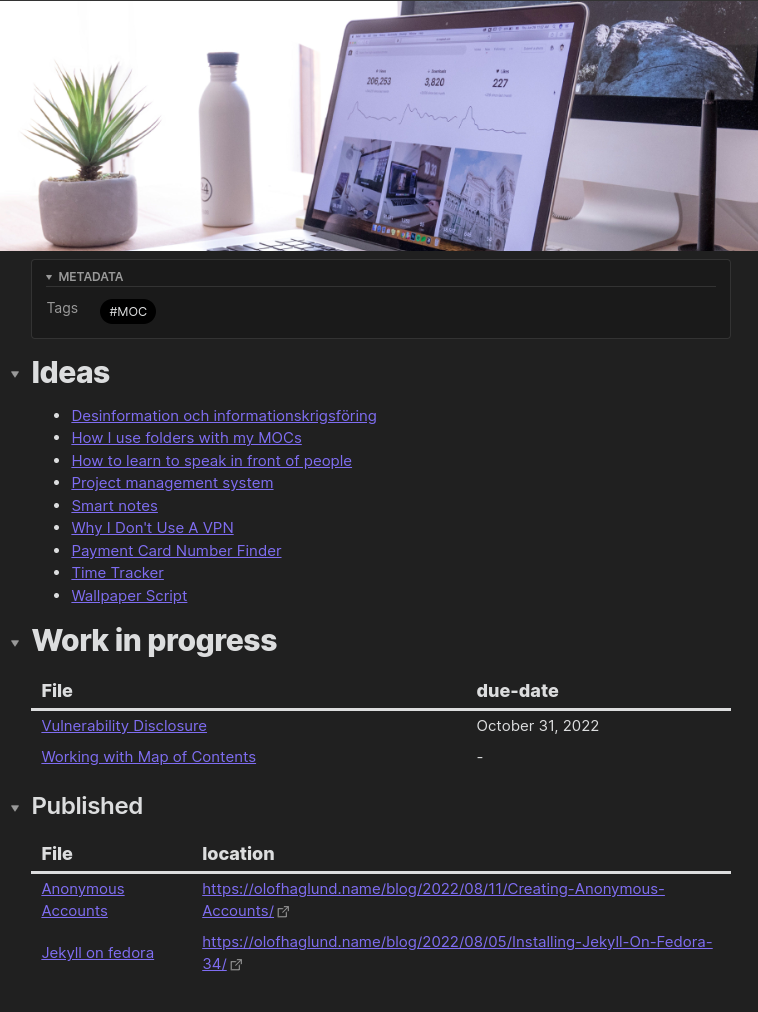 206,253
3,820
227
METADATA
Tags #MOC
Ideas
Desinformation och informationskrigsföring
How I use folders with my MOCs
How to learn to speak in front of people
Project management system
Smart notes
Why I Don't Use A VPN
Payment Card Number Finder
Time Tracker
Wallpaper Script
Work in progress
File due-date
Vulnerability Disclosure October 31, 2022
Working with Map of Contents -
Published
File location
Anonymous https://olofhaglund.name/blog/2022/08/11/Creating-Anonymous-
Accounts Accounts/
Jekyll on fedora https://olofhaglund.name/blog/2022/08/05/Installing-Jekyll-On-Fedora-
34/